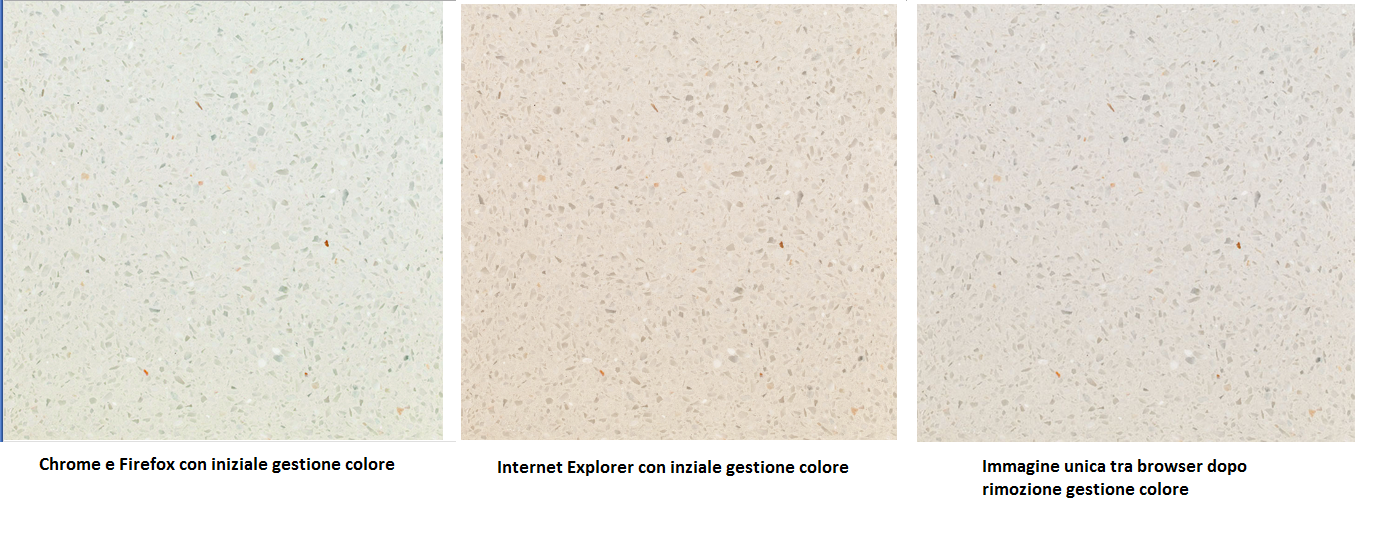 Chrome e Firefox con iniziale gestione colore
Internet Explorer con inziale gestione colore
Immagine unica tra browser dopo
rimozione gestione colore